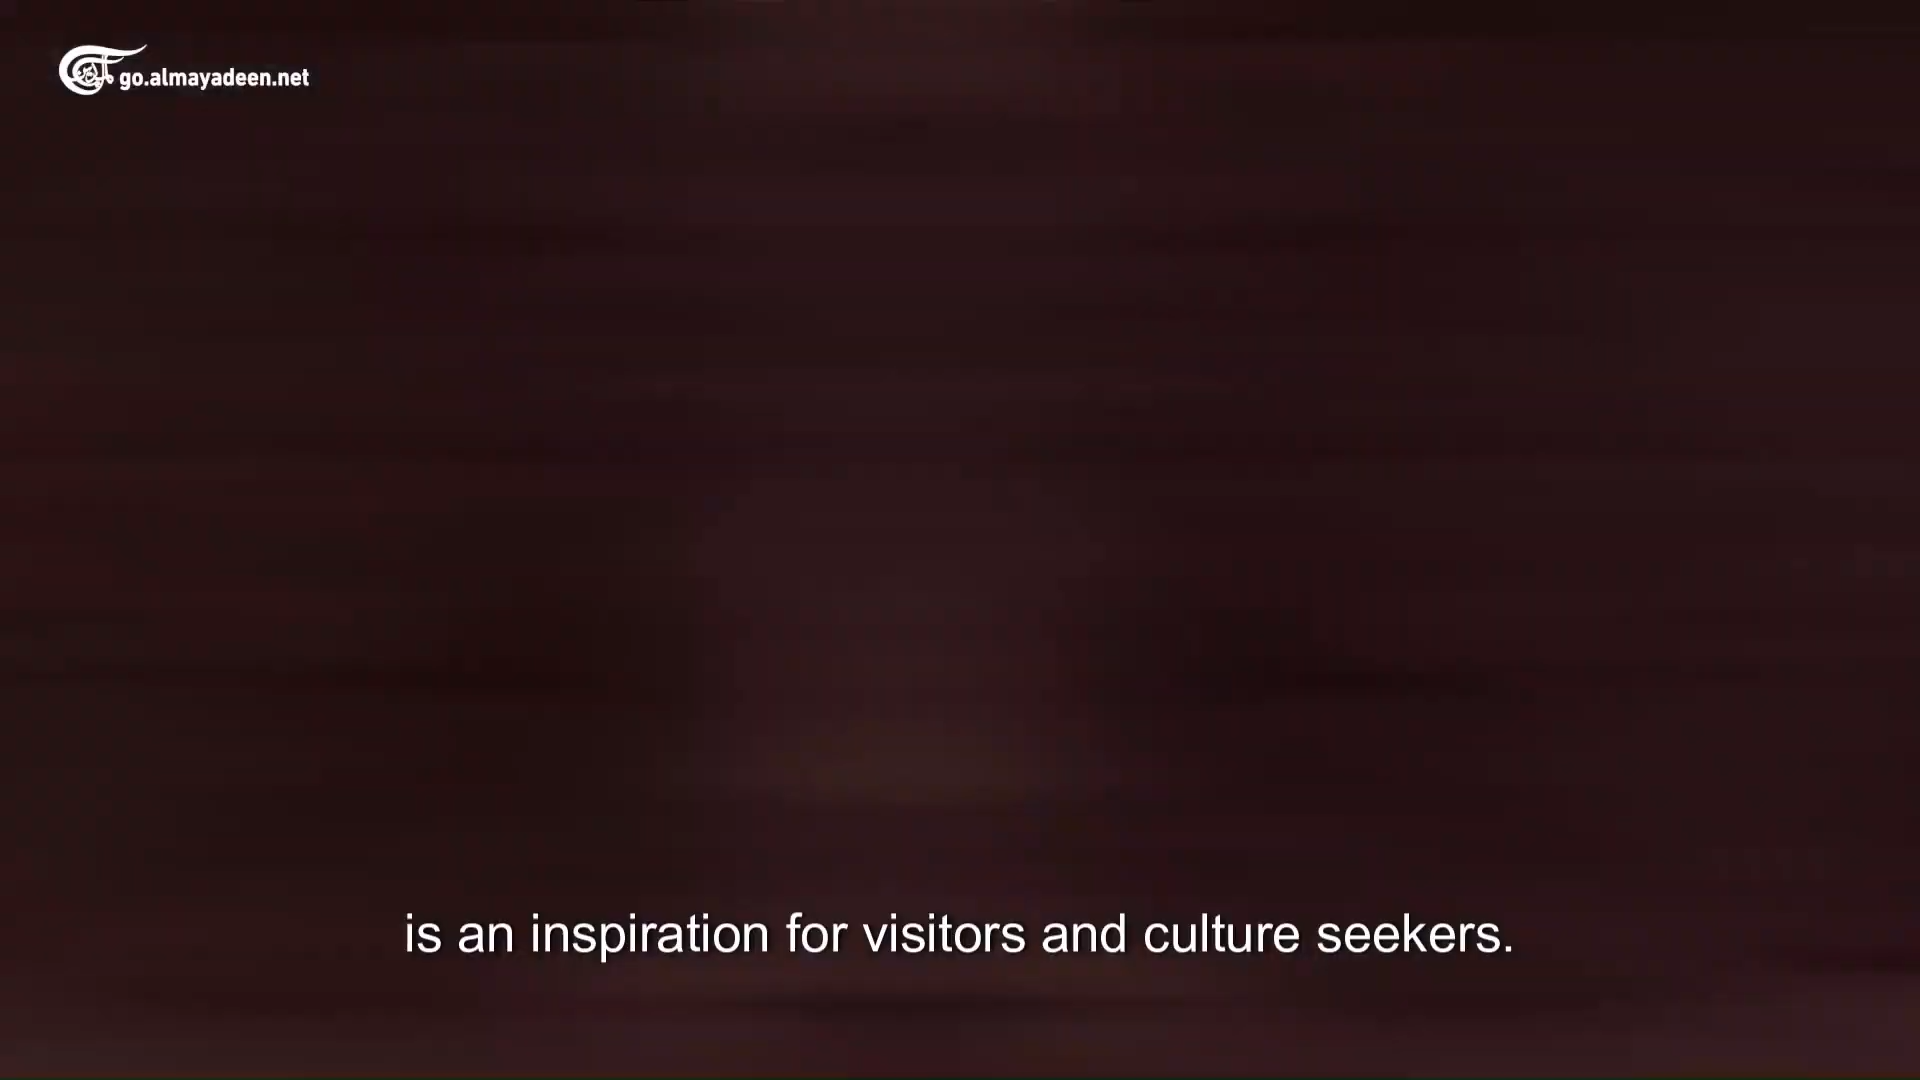 go.almayadeen.net
is an inspiration for visitors and culture seekers.